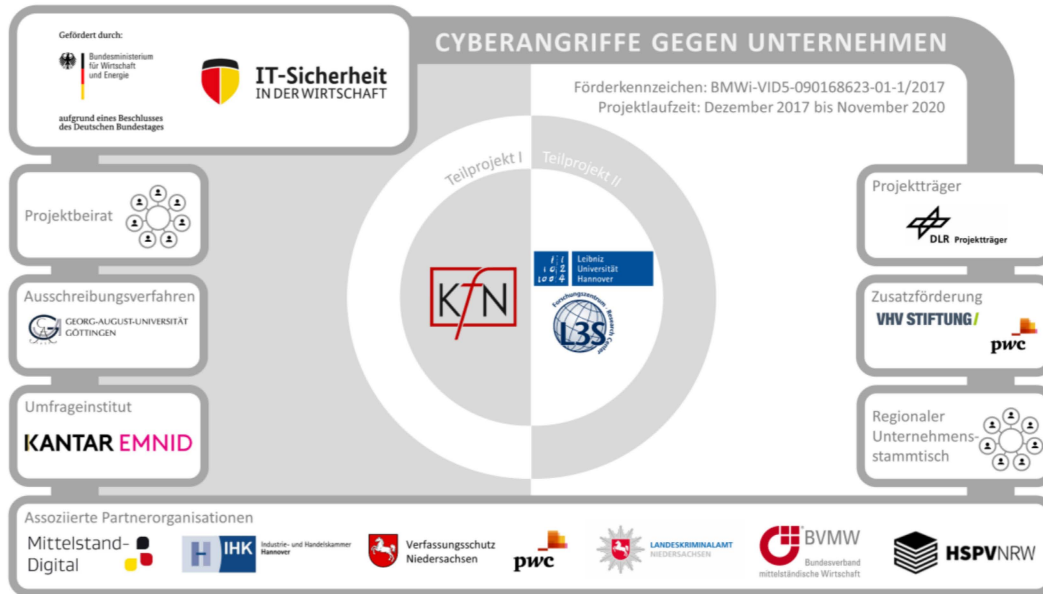 Gefördert durch:
Bundesministerium
für Wirtschaft
und Energie
aufgrund eines Beschlusses
des Deutschen Bundestages
IT-Sicherheit
IN DER WIRTSCHAFT
CYBERANGRIFFE GEGEN UNTERNEHMEN
Förderkennzeichen: BMWi-VID5-090168623-01-1/2017
Projektlaufzeit: Dezember 2017 bis November 2020
Teilprojekt I
Teilprojekt II
KfN
Leibniz
Universität
Hannover
Forschungszentrum
Research Center
L3S
Projektbeirat
Ausschreibungsverfahren
GEORG-AUGUST-UNIVERSITÄT
GÖTTINGEN
Umfrageinstitut
KANTAR EMNID
Projektträger
DLR Projektträger
Zusatzförderung
VHV STIFTUNG/
pwc
Regionaler
Unternehmens-
stammtisch
Assoziierte Partnerorganisationen
Mittelstand-
Digital
H IHK
Industrie- und Handelskammer
Hannover
Verfassungsschutz
Niedersachsen
pwc
LANDESKRIMINALAMT
NIEDERSACHSEN
BVMW
Bundesverband
mittelständische Wirtschaft
HSPVNRW